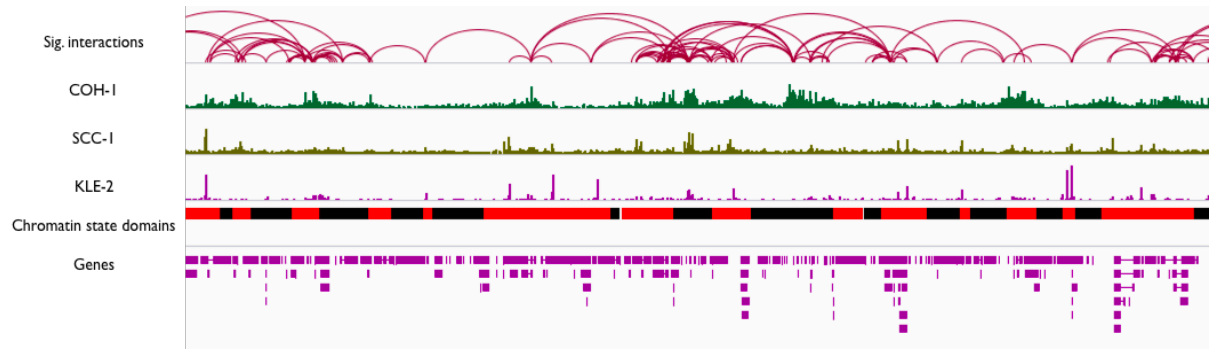 Sig. interactions
COH-1
SCC-1
KLE-2
Chromatin state domains
Genes